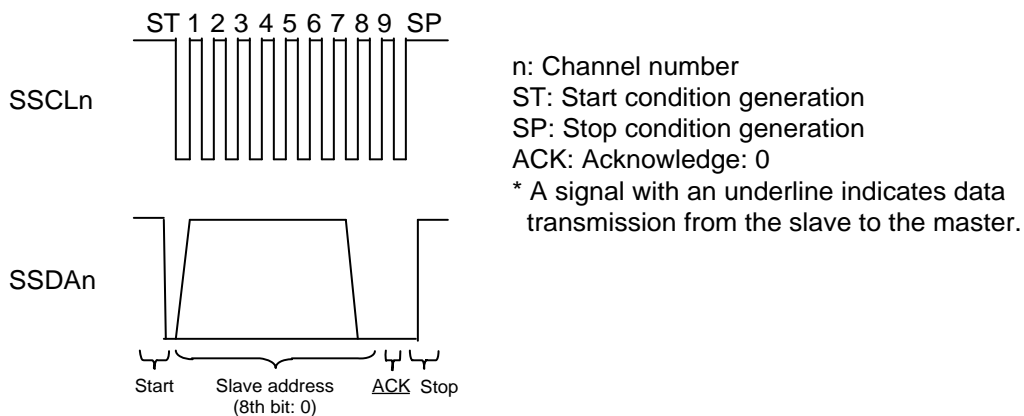 ST 1 2 3 4 5 6 7 8 9 SP
SSCLn
SSDAn
Start
Slave address
(8th bit: 0)
ACK
Stop
n: Channel number
ST: Start condition generation
SP: Stop condition generation
ACK: Acknowledge: 0
* A signal with an underline indicates data
transmission from the slave to the master.